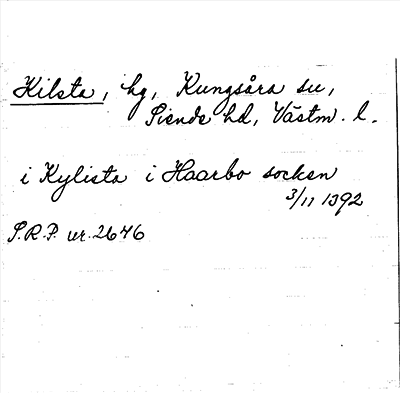 Kilsta, hg, Kungsåra sn,
Siende hd, Västm. l.
i Kylista i Haarbo socken
3/11 1392
S.R.P. nr. 2646